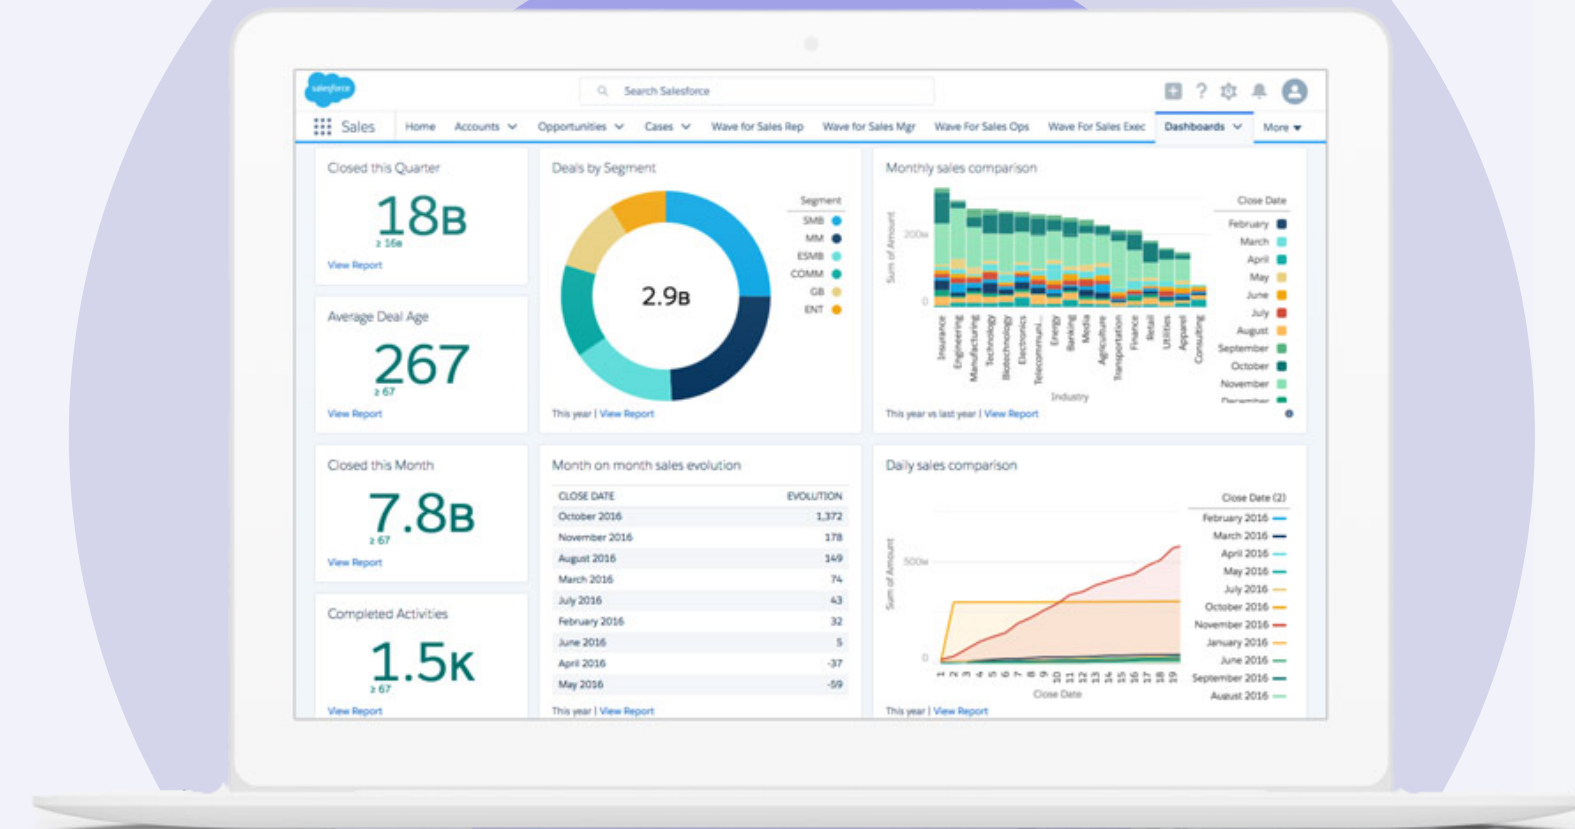 salesforce
Search Salesforce
?
Sales Home Accounts Opportunities Cases Wave for Sales Rep Wave for Sales Mgr Wave For Sales Ops Wave For Sales Exec Dashboards More
Closed this Quarter
18B
≥ 16B
View Report
Deals by Segment
2.9B
Segment
SMB
MM
ESMB
COMM
GB
ENT
This year | View Report
Monthly sales comparison
Sum of Amount
200M
0
Insurance
Engineering
Manufacturing
Technology
Biotechnology
Electronics
Telecommuni...
Energy
Banking
Media
Agriculture
Transportation
Finance
Retail
Utilities
Apparel
Consulting
Industry
Close Date
February
March
April
May
June
July
August
September
October
November
December
This year vs last year | View Report
Average Deal Age
267
≥ 67
View Report
Closed this Month
7.8B
≥ 67
View Report
Month on month sales evolution
CLOSE DATE EVOLUTION
October 2016 1,372
November 2016 178
August 2016 149
March 2016 74
July 2016 43
February 2016 32
June 2016 5
April 2016 -37
May 2016 -59
This year | View Report
Daily sales comparison
Sum of Amount
500M
0
1 2 3 4 5 6 7 8 9 10 11 12 13 14 15 16 17 18 19
Close Date
Close Date (2)
February 2016
March 2016
April 2016
May 2016
July 2016
October 2016
November 2016
January 2016
June 2016
September 2016
August 2016
This year | View Report
Completed Activities
1.5K
≥ 67
View Report